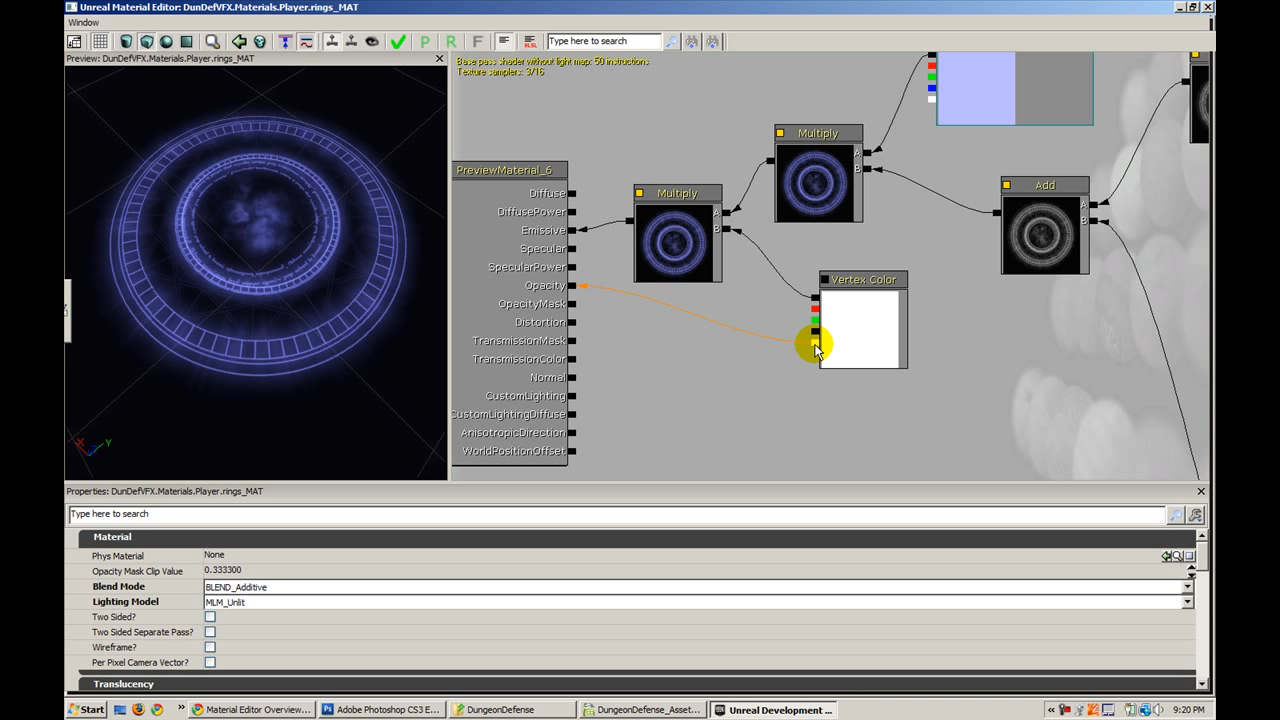 Unreal Material Editor: DunDefVFX.Materials.Player.rings_MAT
Window
P R F HLSL Type here to search
Preview: DunDefVFX.Materials.Player.rings_MAT
Base pass shader without light map: 50 instructions
Texture samplers: 3/16
Multiply
A
B
PreviewMaterial_6
Diffuse
DiffusePower
Emissive
Specular
SpecularPower
Opacity
OpacityMask
Distortion
TransmissionMask
TransmissionColor
Normal
CustomLighting
CustomLightingDiffuse
AnisotropicDirection
WorldPositionOffset
Multiply
A
B
Add
A
B
Vertex Color
X Y
Properties: DunDefVFX.Materials.Player.rings_MAT
Type here to search
Material
Phys Material None
Opacity Mask Clip Value 0.333300
Blend Mode BLEND_Additive
Lighting Model MLM_Unlit
Two Sided?
Two Sided Separate Pass?
Wireframe?
Per Pixel Camera Vector?
Translucency
Start » Material Editor Overview... Adobe Photoshop CS3 E... DungeonDefense DungeonDefense_Asset... Unreal Development ... « 9:20 PM